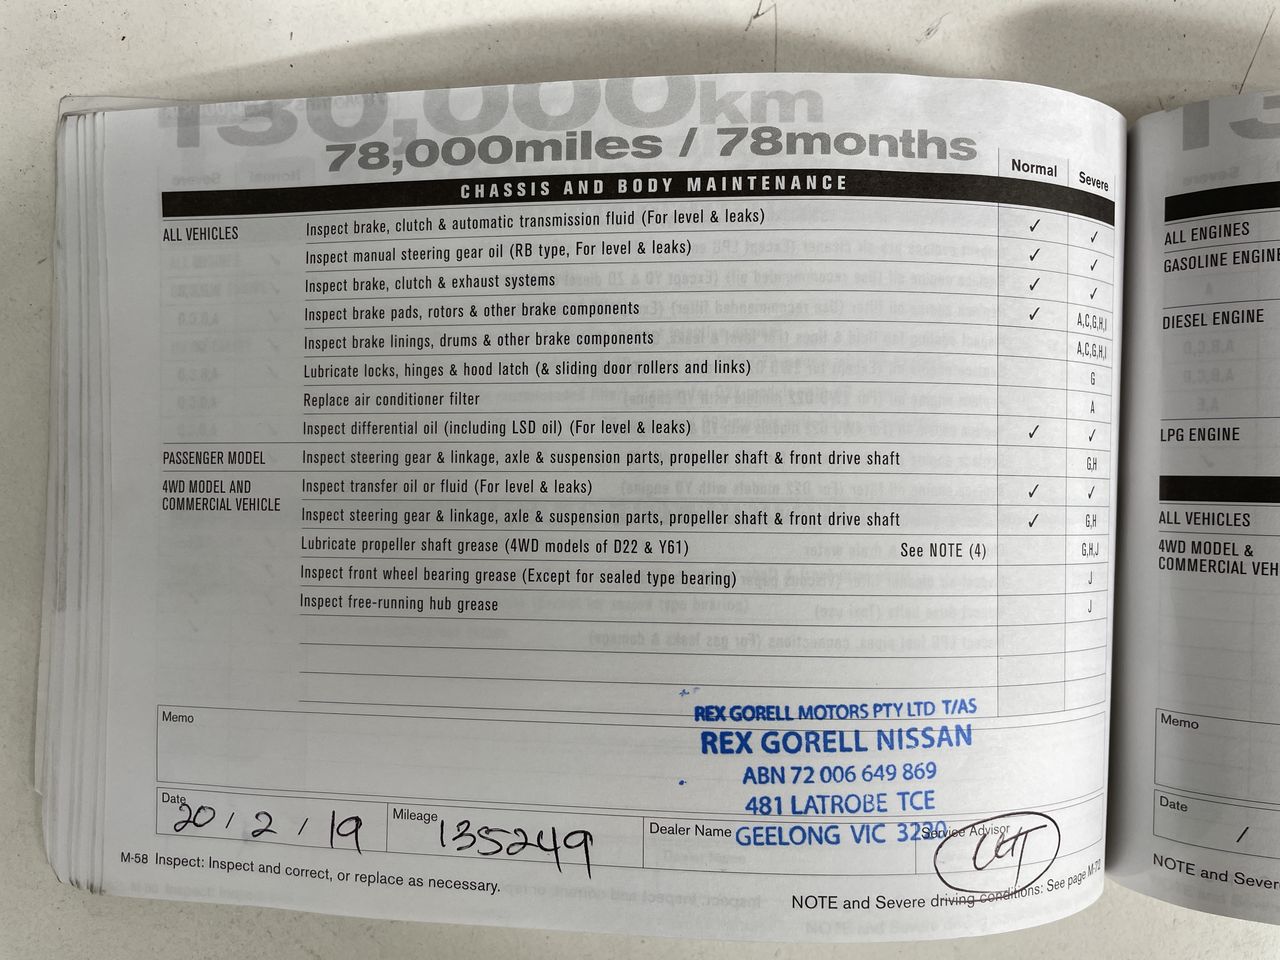 130,000km
78,000miles / 78months
Normal Severe
CHASSIS AND BODY MAINTENANCE
ALL VEHICLES Inspect brake, clutch & automatic transmission fluid (For level & leaks) ✓ ✓
Inspect manual steering gear oil (RB type, For level & leaks) ✓ ✓
Inspect brake, clutch & exhaust systems ✓ ✓
Inspect brake pads, rotors & other brake components ✓ A,C,G,H,I
Inspect brake linings, drums & other brake components A,C,G,H,I
Lubricate locks, hinges & hood latch (& sliding door rollers and links) G
Replace air conditioner filter A
Inspect differential oil (including LSD oil) (For level & leaks) ✓ ✓
PASSENGER MODEL Inspect steering gear & linkage, axle & suspension parts, propeller shaft & front drive shaft G,H
4WD MODEL AND COMMERCIAL VEHICLE Inspect transfer oil or fluid (For level & leaks) ✓ ✓
Inspect steering gear & linkage, axle & suspension parts, propeller shaft & front drive shaft ✓ G,H
Lubricate propeller shaft grease (4WD models of D22 & Y61) See NOTE (4) G,H,J
Inspect front wheel bearing grease (Except for sealed type bearing) J
Inspect free-running hub grease J
Memo
REX GORELL MOTORS PTY LTD T/AS
REX GORELL NISSAN
ABN 72 006 649 869
481 LATROBE TCE
GEELONG VIC 3220
Date 20 / 2 / 19
Mileage 135249
Dealer Name
Service Advisor
M-58 Inspect: Inspect and correct, or replace as necessary.
NOTE and Severe driving conditions: See page M-72
13
ALL ENGINES
GASOLINE ENGINE
DIESEL ENGINE
LPG ENGINE
ALL VEHICLES
4WD MODEL &
COMMERCIAL VEH
Memo
Date
/
NOTE and Sever